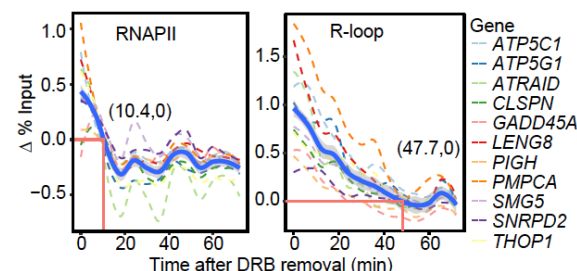 RNAPII
R-loop
Gene
ATP5C1
ATP5G1
ATRAID
CLSPN
GADD45A
LENG8
PIGH
PMPCA
SMG5
SNRPD2
THOP1
Δ % Input
1.0
0.5
0.0
−0.5
(10.4,0)
0 20 40 60
1.5
1.0
0.5
0.0
(47.7,0)
0 20 40 60
Time after DRB removal (min)